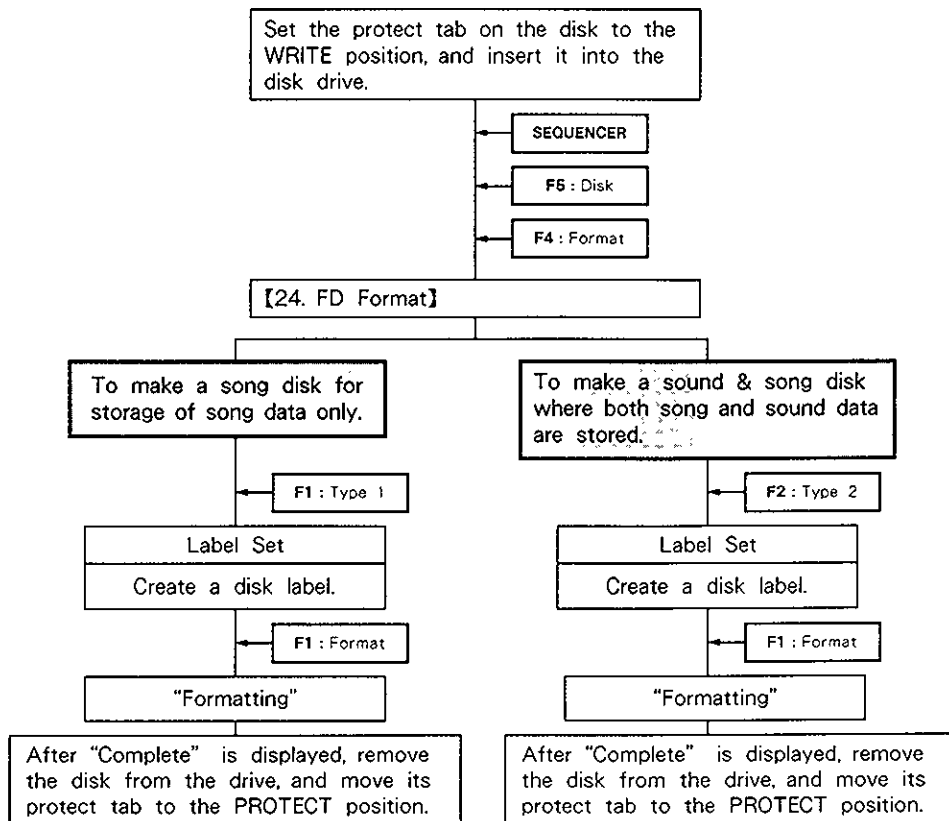 Set the protect tab on the disk to the
WRITE position, and insert it into the
disk drive.
SEQUENCER
F5 : Disk
F4 : Format
【24. FD Format】
To make a song disk for
storage of song data only.
F1 : Type 1
Label Set
Create a disk label.
F1 : Format
“Formatting”
After “Complete” is displayed, remove
the disk from the drive, and move its
protect tab to the PROTECT position.
To make a sound & song disk
where both song and sound data
are stored.
F2 : Type 2
Label Set
Create a disk label.
F1 : Format
“Formatting”
After “Complete” is displayed, remove
the disk from the drive, and move its
protect tab to the PROTECT position.